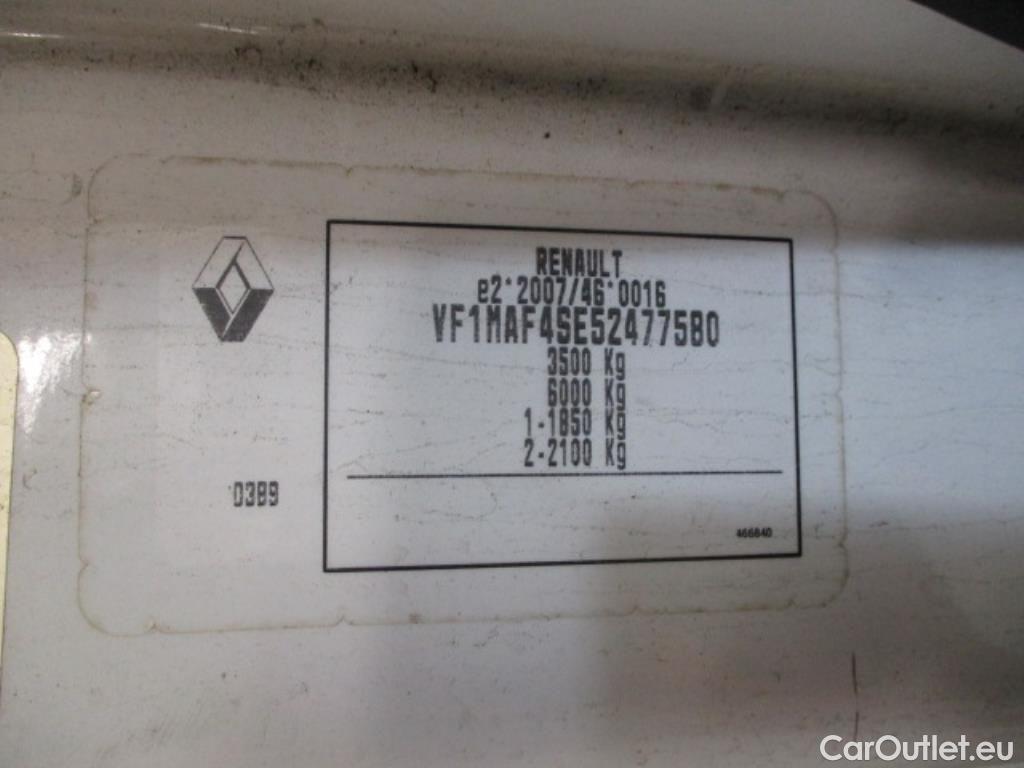 RENAULT
e2*2007/46*0016
VF1MAF4SE52477580
3500 Kg
6000 Kg
1-1850 Kg
2-2100 Kg
0389
466840
CarOutlet.eu